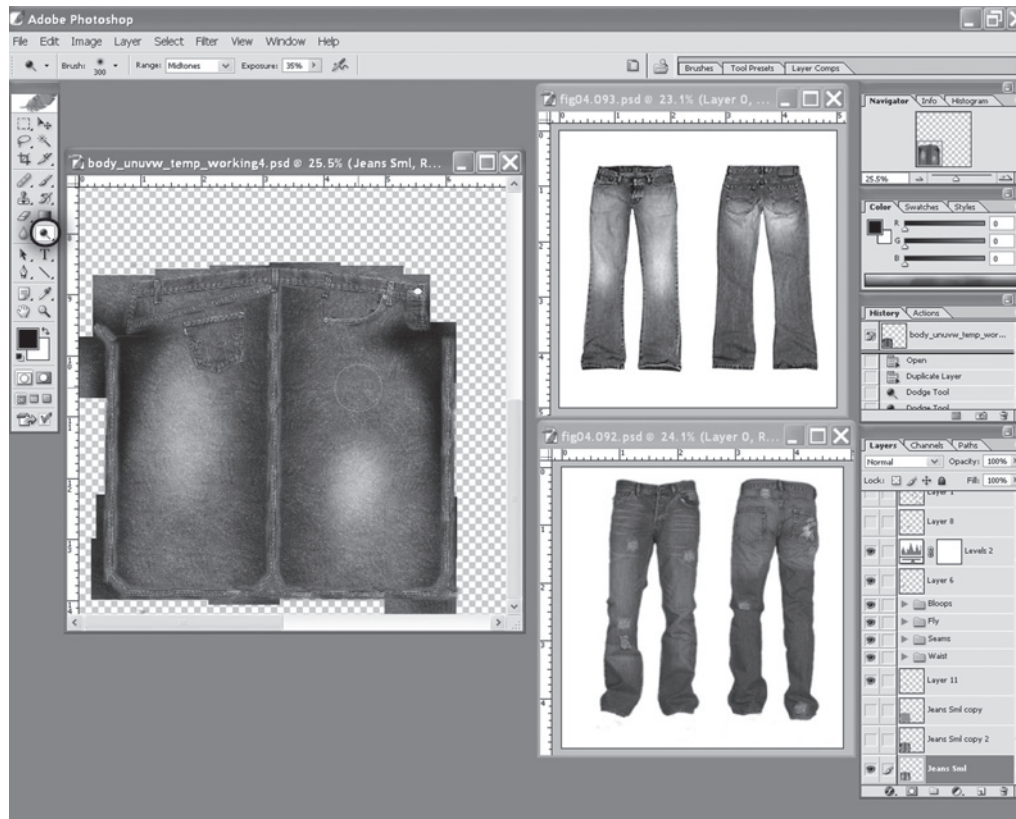 Adobe Photoshop
File Edit Image Layer Select Filter View Window Help
Brush: 300 Range: Midtones Exposure: 35%
Brushes Tool Presets Layer Comps
body_unuvw_temp_working4.psd @ 25.5% (Jeans Sml, R...
fig04.093.psd @ 23.1% (Layer 0, ...
fig04.092.psd @ 24.1% (Layer 0, R...
Navigator Info Histogram
25.5%
Color Swatches Styles
R 0
G 0
B 0
History Actions
body_unuvw_temp_wor...
Open
Duplicate Layer
Dodge Tool
Dodge Tool
Layers Channels Paths
Normal Opacity: 100%
Lock: Fill: 100%
Layer 1
Layer 8
Levels 2
Layer 6
Bloops
Fly
Seams
Waist
Layer 11
Jeans Sml copy
Jeans Sml copy 2
Jeans Sml